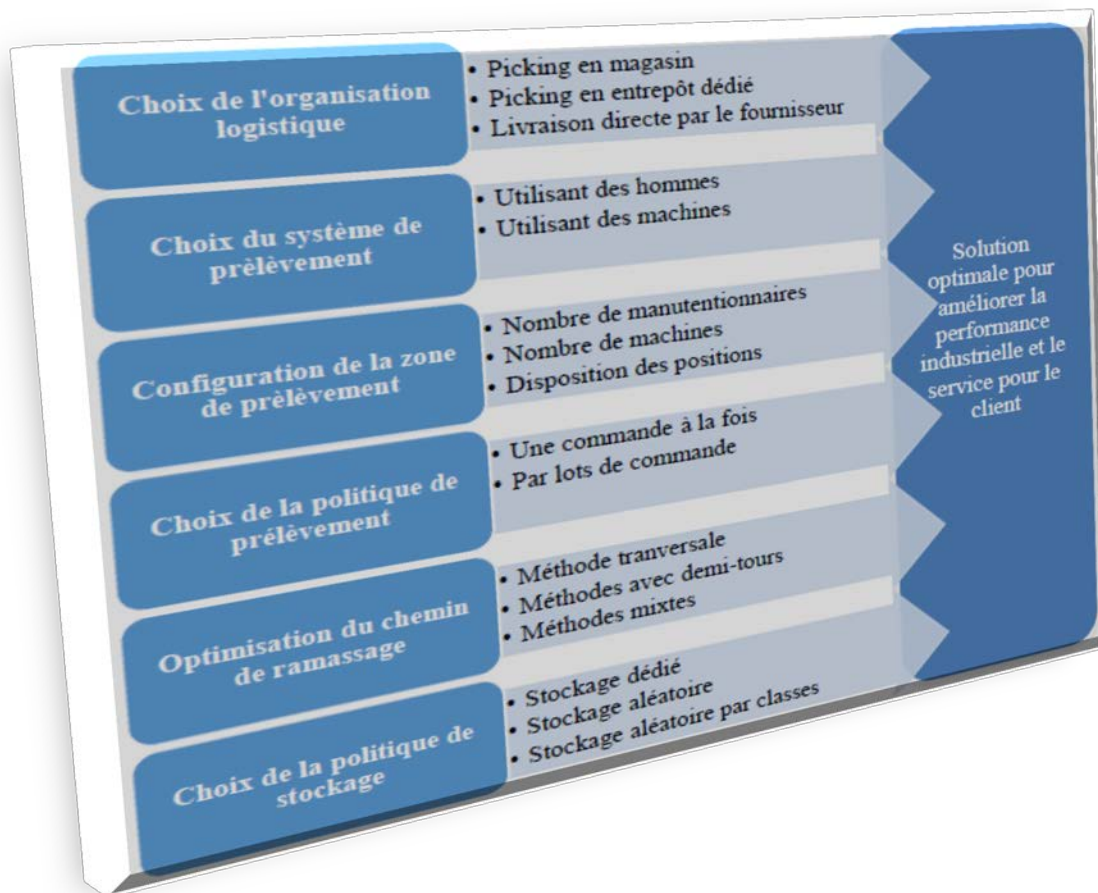 Choix de l'organisation
logistique
• Picking en magasin
• Picking en entrepôt dédié
• Livraison directe par le fournisseur
Choix du système de
prèlèvement
• Utilisant des hommes
• Utilisant des machines
Configuration de la zone
de prèlèvement
• Nombre de manutentionnaires
• Nombre de machines
• Disposition des positions
Choix de la politique de
prélèvement
• Une commande à la fois
• Par lots de commande
Optimisation du chemin
de ramassage
• Méthode tranversale
• Méthodes avec demi-tours
• Méthodes mixtes
Choix de la politique de
stockage
• Stockage dédié
• Stockage aléatoire
• Stockage aléatoire par classes
Solution
optimale pour
améliorer la
performance
industrielle et le
service pour le
client